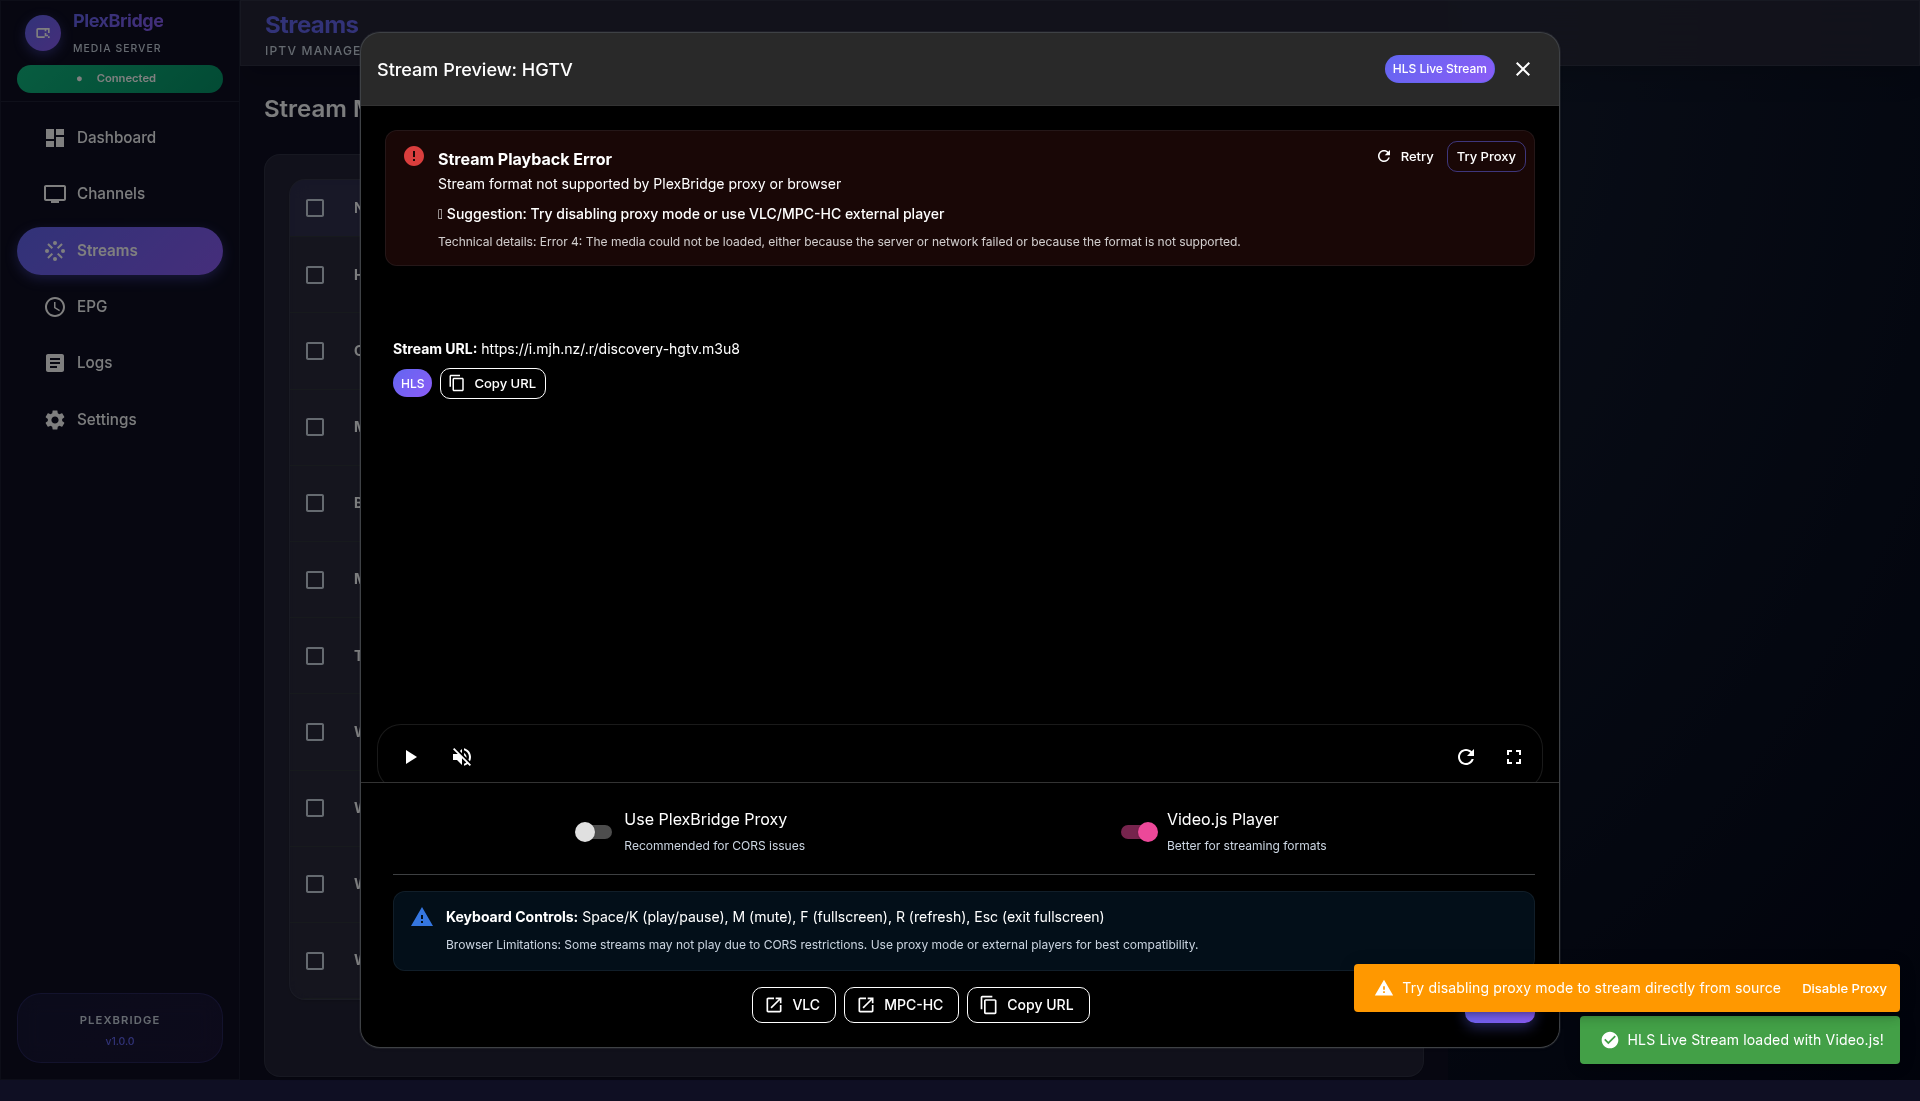 PlexBridge
MEDIA SERVER
Connected
Dashboard
Channels
Streams
EPG
Logs
Settings
PLEXBRIDGE
v1.0.0
Streams
IPTV MANAGE
Stream
Stream Preview: HGTV
HLS Live Stream
Stream Playback Error
Retry
Try Proxy
Stream format not supported by PlexBridge proxy or browser
Suggestion: Try disabling proxy mode or use VLC/MPC-HC external player
Technical details: Error 4: The media could not be loaded, either because the server or network failed or because the format is not supported.
Stream URL: https://i.mjh.nz/.r/discovery-hgtv.m3u8
HLS
Copy URL
Use PlexBridge Proxy
Recommended for CORS issues
Video.js Player
Better for streaming formats
Keyboard Controls: Space/K (play/pause), M (mute), F (fullscreen), R (refresh), Esc (exit fullscreen)
Browser Limitations: Some streams may not play due to CORS restrictions. Use proxy mode or external players for best compatibility.
VLC
MPC-HC
Copy URL
Try disabling proxy mode to stream directly from source
Disable Proxy
HLS Live Stream loaded with Video.js!